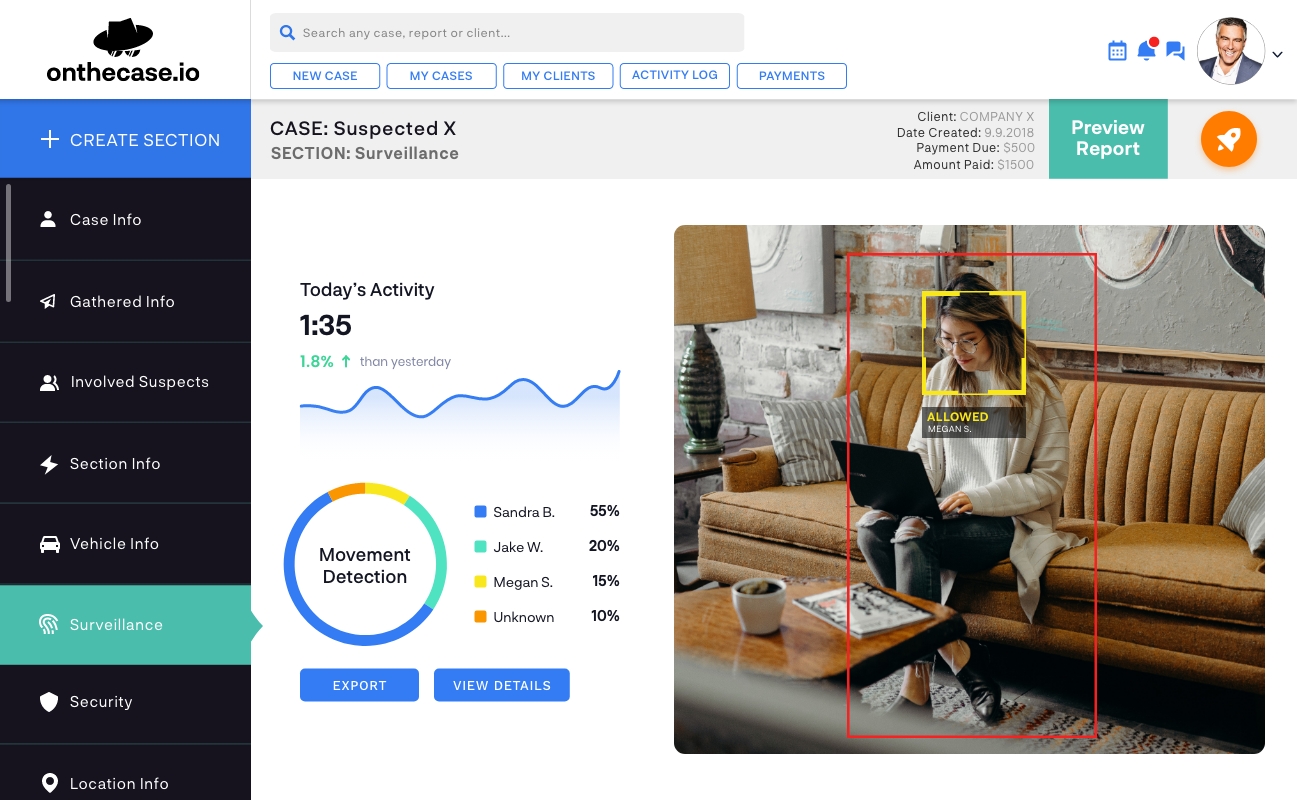 onthecase.io
Search any case, report or client...
NEW CASE
MY CASES
MY CLIENTS
ACTIVITY LOG
PAYMENTS
CREATE SECTION
CASE: Suspected X
SECTION: Surveillance
Client: COMPANY X
Date Created: 9.9.2018
Payment Due: $500
Amount Paid: $1500
Preview
Report
Case Info
Gathered Info
Involved Suspects
Section Info
Vehicle Info
Surveillance
Security
Location Info
Today's Activity
1:35
1.8% ↑ than yesterday
Movement
Detection
Sandra B. 55%
Jake W. 20%
Megan S. 15%
Unknown 10%
EXPORT
VIEW DETAILS
ALLOWED
MEGAN S.